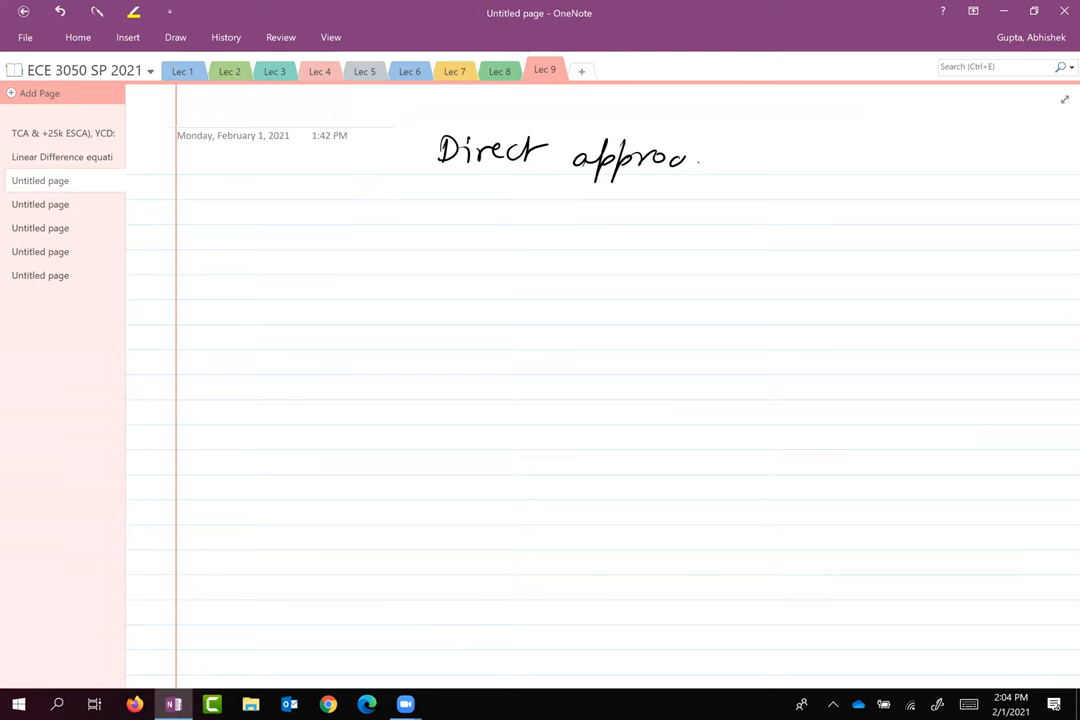 Untitled page - OneNote
?
File
Home
Insert
Draw
History
Review
View
Gupta, Abhishek
ECE 3050 SP 2021
Lec 1
Lec 2
Lec 3
Lec 4
Lec 5
Lec 6
Lec 7
Lec 8
Lec 9
Search (Ctrl+E)
Add Page
TCA & +25k ESCA), YCD:
Linear Difference equati
Untitled page
Untitled page
Untitled page
Untitled page
Untitled page
Monday, February 1, 2021 1:42 PM
Direct approa
2:04 PM
2/1/2021